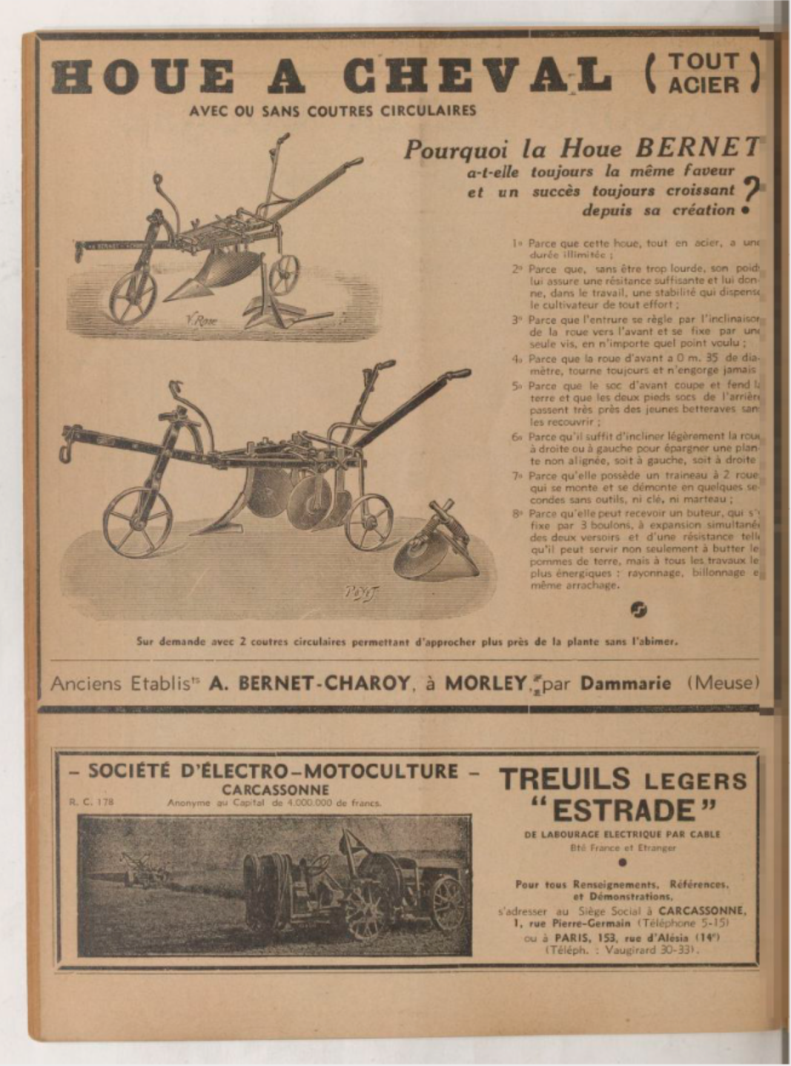 HOUE A CHEVAL ( TOUT ACIER )
AVEC OU SANS COUTRES CIRCULAIRES
Pourquoi la Houe BERNET
a-t-elle toujours la même faveur
et un succès toujours croissant
depuis sa création ?
1º Parce que cette houe, tout en acier, a une
durée illimitée ;
2º Parce que, sans être trop lourde, son poids
lui assure une résitance suffisante et lui don-
ne, dans le travail, une stabilité qui dispense
le cultivateur de tout effort ;
3º Parce que l'entrure se règle par l'inclinaison
de la roue vers l'avant et se fixe par une
seule vis, en n'importe quel point voulu ;
4º Parce que la roue d'avant a 0 m. 35 de dia-
mètre, tourne toujours et n'engorge jamais
5º Parce que le soc d'avant coupe et fend la
terre et que les deux pieds socs de l'arrière
passent très près des jeunes betteraves sans
les recouvrir ;
6º Parce qu'il suffit d'incliner légèrement la roue
à droite ou à gauche pour épargner une plan-
te non alignée, soit à gauche, soit à droite
7º Parce qu'elle possède un traineau à 2 roues
qui se monte et se démonte en quelques se-
condes sans outils, ni clé, ni marteau ;
8º Parce qu'elle peut recevoir un buteur, qui s'y
fixe par 3 boulons, à expansion simultanée
des deux versoirs et d'une résistance telle
qu'il peut servir non seulement à butter les
pommes de terre, mais à tous les travaux les
plus énergiques : rayonnage, billonnage et
même arrachage.
V. Rose
Sur demande avec 2 coutres circulaires permettant d'approcher plus près de la plante sans l'abimer.
Anciens Etablisᵗˢ A. BERNET-CHAROY, à MORLEY, par Dammarie (Meuse)
- SOCIÉTÉ D'ÉLECTRO-MOTOCULTURE -
CARCASSONNE
R. C. 178 Anonyme au Capital de 4.000.000 de francs.
TREUILS LEGERS
"ESTRADE"
DE LABOURAGE ELECTRIQUE PAR CABLE
Bté France et Etranger
Pour tous Renseignements, Références,
et Démonstrations,
s'adresser au Siège Social à CARCASSONNE,
1, rue Pierre-Germain (Téléphone 5-15)
ou à PARIS, 153, rue d'Alésia (14ᵉ)
(Téléph. : Vaugirard 30-33).